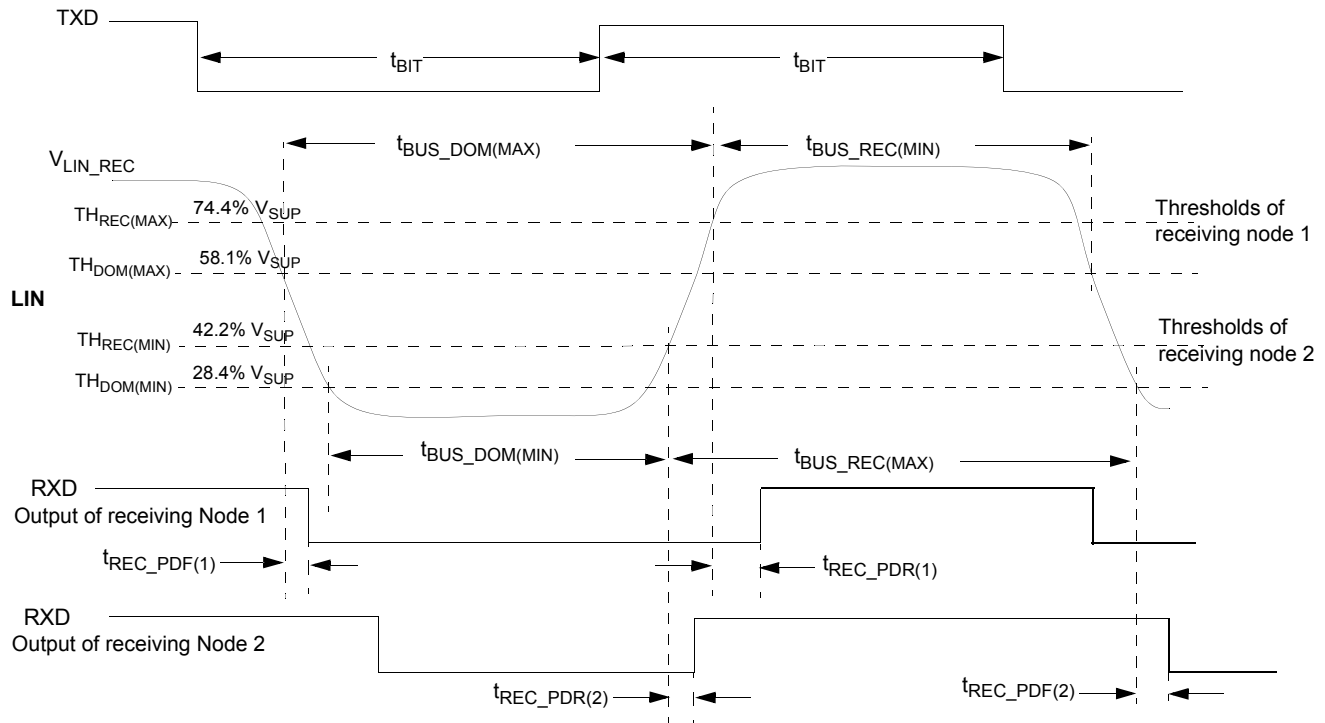 TXD
tBIT tBIT
tBUS_DOM(MAX) tBUS_REC(MIN)
VLIN_REC
THREC(MAX) 74.4% VSUP
Thresholds of
receiving node 1
THDOM(MAX) 58.1% VSUP
LIN
THREC(MIN) 42.2% VSUP
Thresholds of
receiving node 2
THDOM(MIN) 28.4% VSUP
tBUS_DOM(MIN) tBUS_REC(MAX)
RXD
Output of receiving Node 1
tREC_PDF(1) tREC_PDR(1)
RXD
Output of receiving Node 2
tREC_PDR(2) tREC_PDF(2)